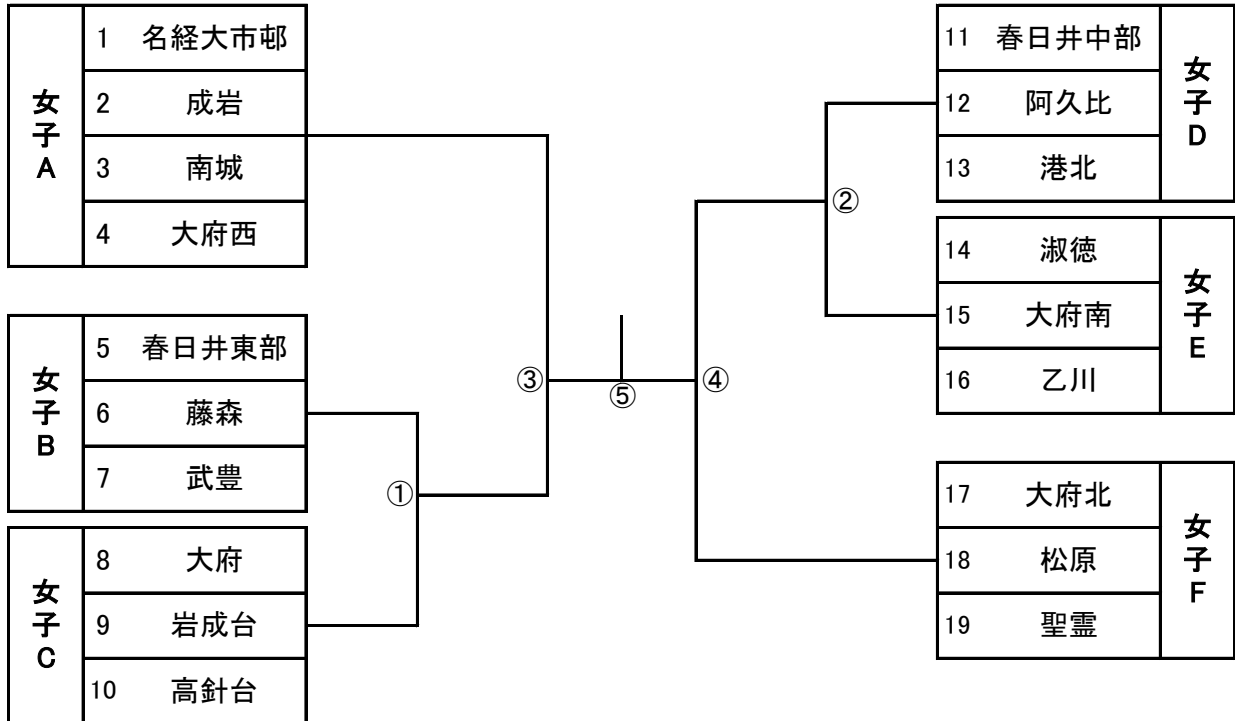 女子A
1 名経大市邨
2 成岩
3 南城
4 大府西
女子B
5 春日井東部
6 藤森
7 武豊
女子C
8 大府
9 岩成台
10 高針台
①
③
⑤
④
②
11 春日井中部
12 阿久比
13 港北
女子D
14 淑徳
15 大府南
16 乙川
女子E
17 大府北
18 松原
19 聖霊
女子F